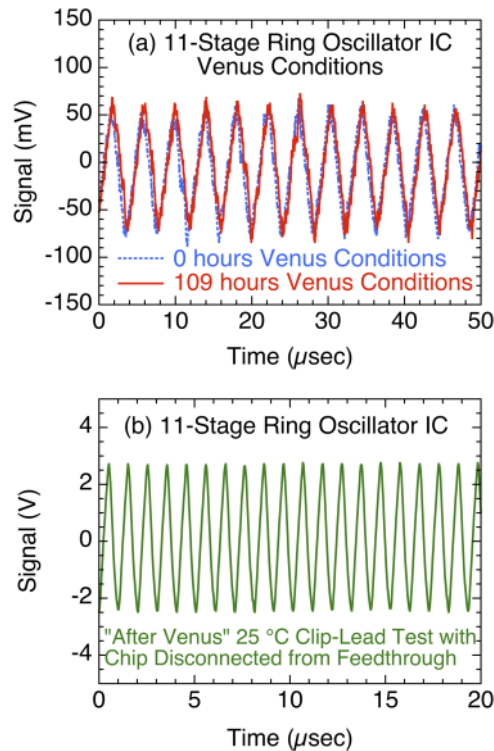 (a) 11-Stage Ring Oscillator IC
Venus Conditions
150
100
50
0
-50
-100
-150
Signal (mV)
0 hours Venus Conditions
109 hours Venus Conditions
0 10 20 30 40 50
Time (µsec)
(b) 11-Stage Ring Oscillator IC
4
2
0
-2
-4
Signal (V)
"After Venus" 25 °C Clip-Lead Test with
Chip Disconnected from Feedthrough
0 5 10 15 20
Time (µsec)